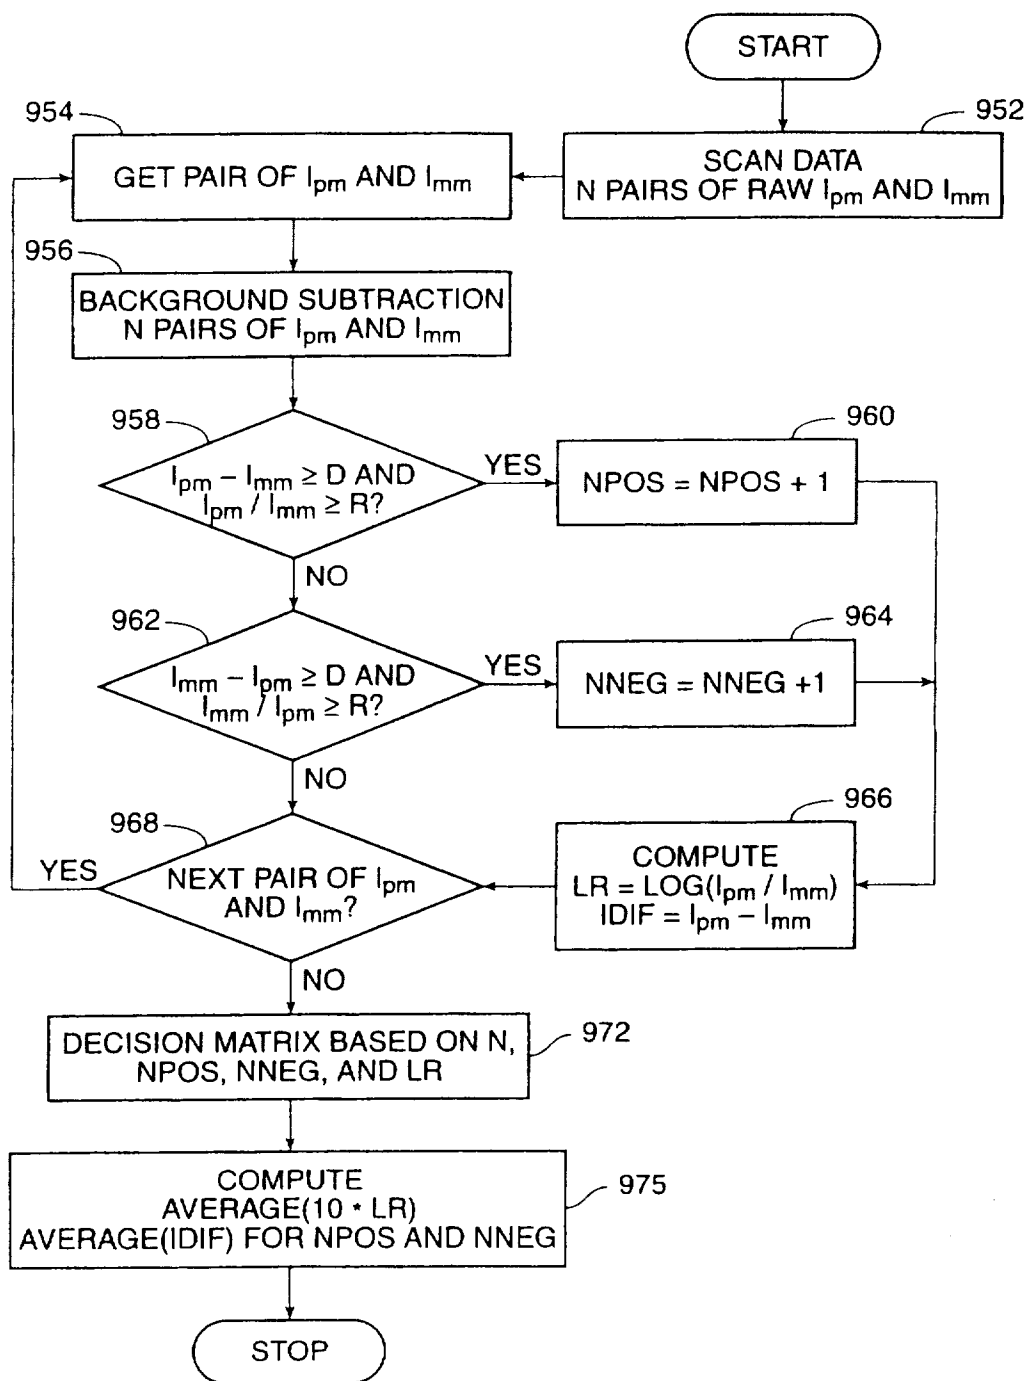 START
952
SCAN DATA
N PAIRS OF RAW Ipm AND Imm
954
GET PAIR OF Ipm AND Imm
956
BACKGROUND SUBTRACTION
N PAIRS OF Ipm AND Imm
958
Ipm – Imm ≥ D AND
Ipm / Imm ≥ R?
YES
960
NPOS = NPOS + 1
NO
962
Imm – Ipm ≥ D AND
Imm / Ipm ≥ R?
YES
964
NNEG = NNEG +1
NO
966
COMPUTE
LR = LOG(Ipm / Imm)
IDIF = Ipm – Imm
968
YES
NEXT PAIR OF Ipm
AND Imm?
NO
DECISION MATRIX BASED ON N,
NPOS, NNEG, AND LR
972
COMPUTE
AVERAGE(10 * LR)
AVERAGE(IDIF) FOR NPOS AND NNEG
975
STOP